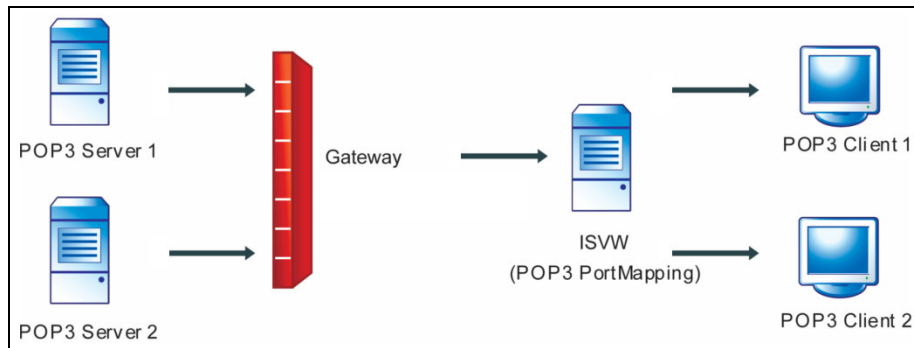 POP3 Server 1
Gateway
POP3 Client 1
ISVW
(POP3 PortMapping)
POP3 Server 2
POP3 Client 2